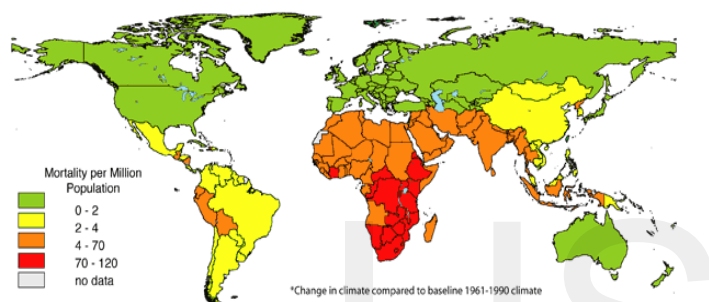 Mortality per Million
Population
0 - 2
2 - 4
4 - 70
70 - 120
no data
*Change in climate compared to baseline 1961-1990 climate